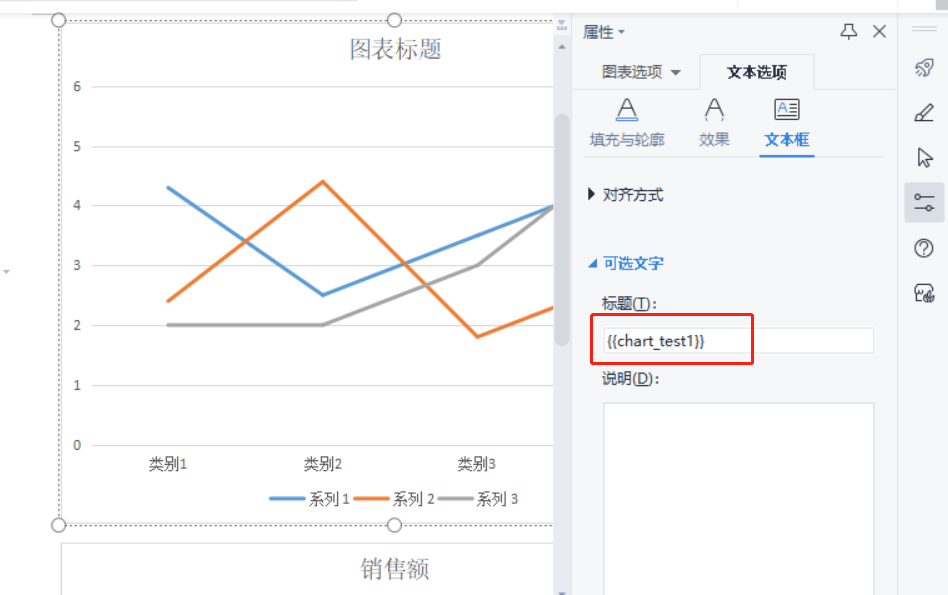 图表标题
6
5
4
3
2
1
0
类别1 类别2 类别3
系列 1 系列 2 系列 3
销售额
属性
图表选项 文本选项
填充与轮廓 效果 文本框
对齐方式
可选文字
标题(T):
{{chart_test1}}
说明(D):